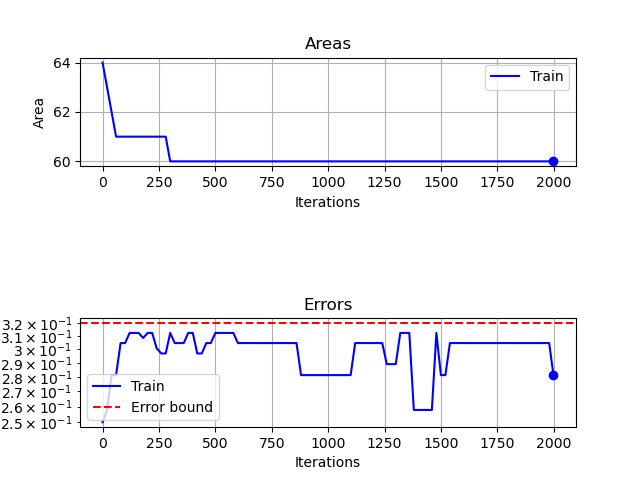 Areas
64
62
60
Area
Train
0 250 500 750 1000 1250 1500 1750 2000
Iterations
Errors
3.2 × 10⁻¹
3.1 × 10⁻¹
3 × 10⁻¹
2.9 × 10⁻¹
2.8 × 10⁻¹
2.7 × 10⁻¹
2.6 × 10⁻¹
2.5 × 10⁻¹
Train
Error bound
0 250 500 750 1000 1250 1500 1750 2000
Iterations